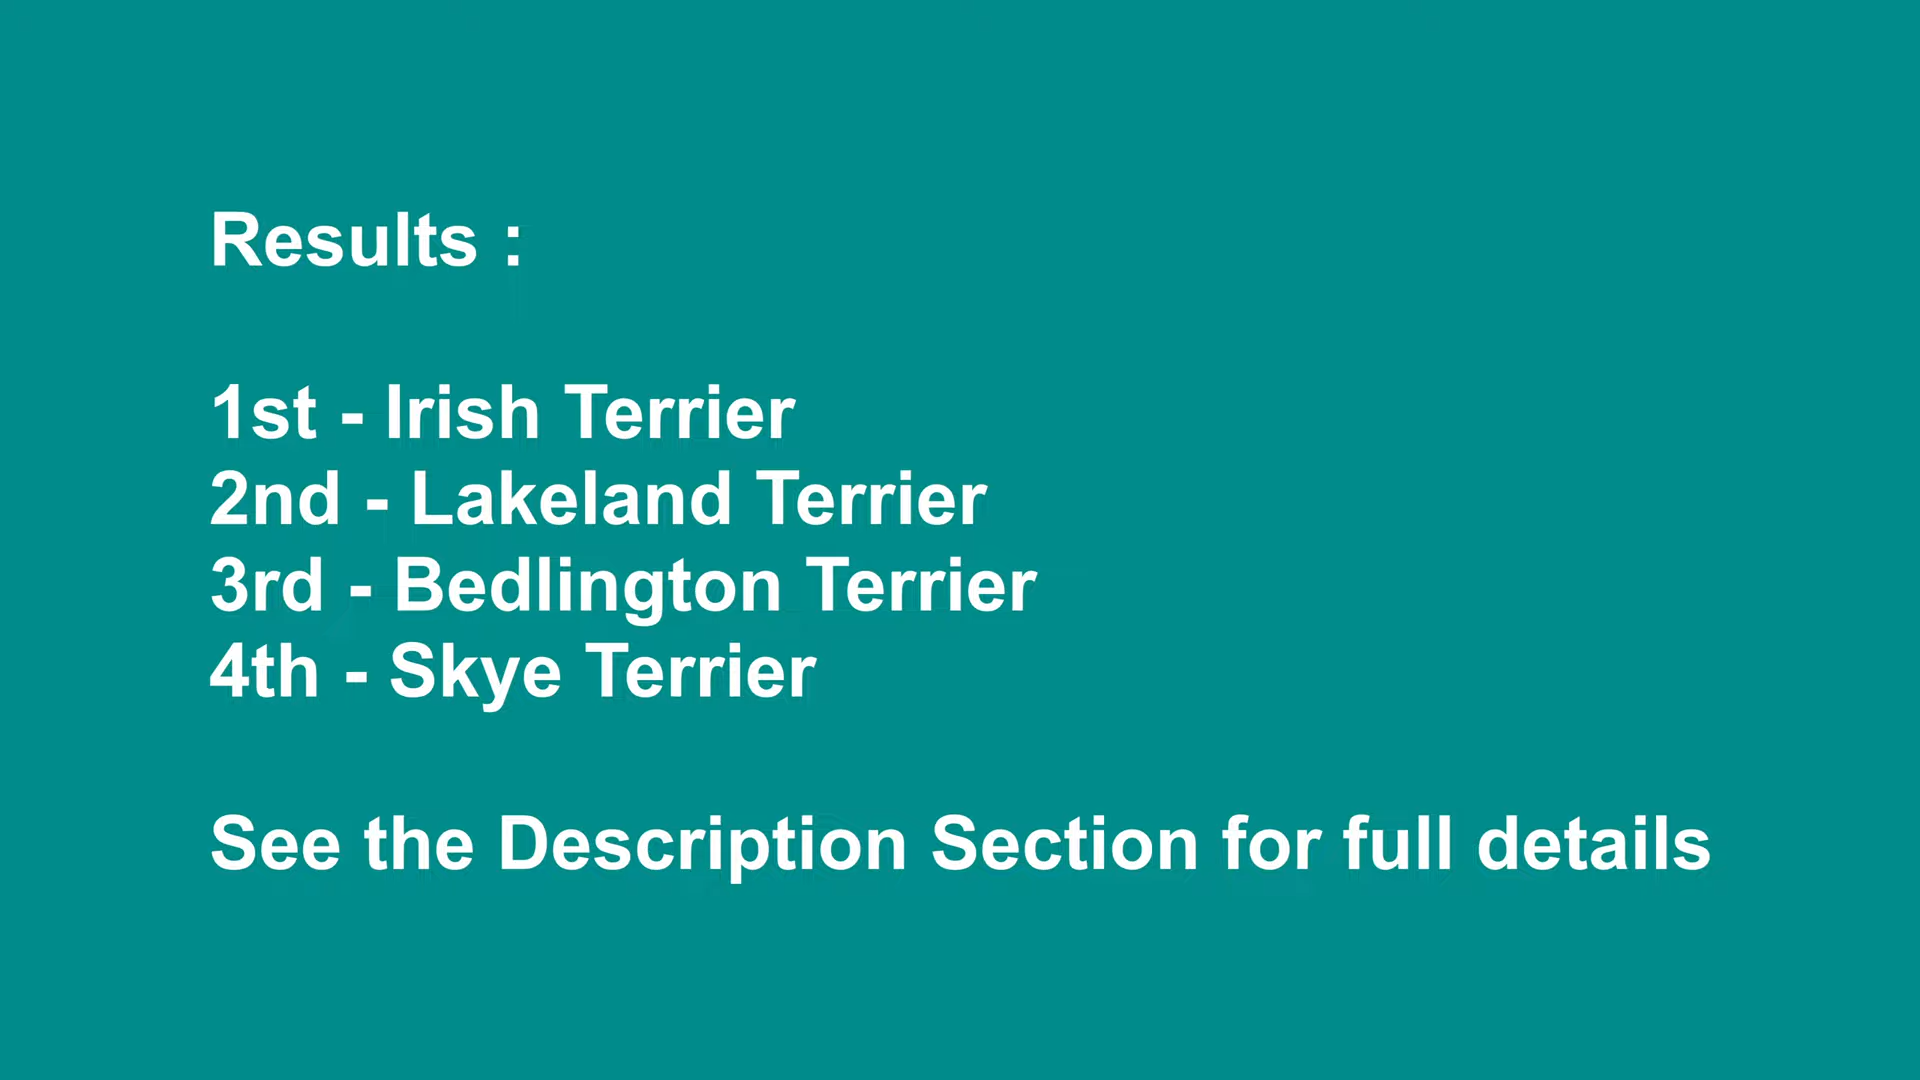 Results :
1st - Irish Terrier
2nd - Lakeland Terrier
3rd - Bedlington Terrier
4th - Skye Terrier
See the Description Section for full details